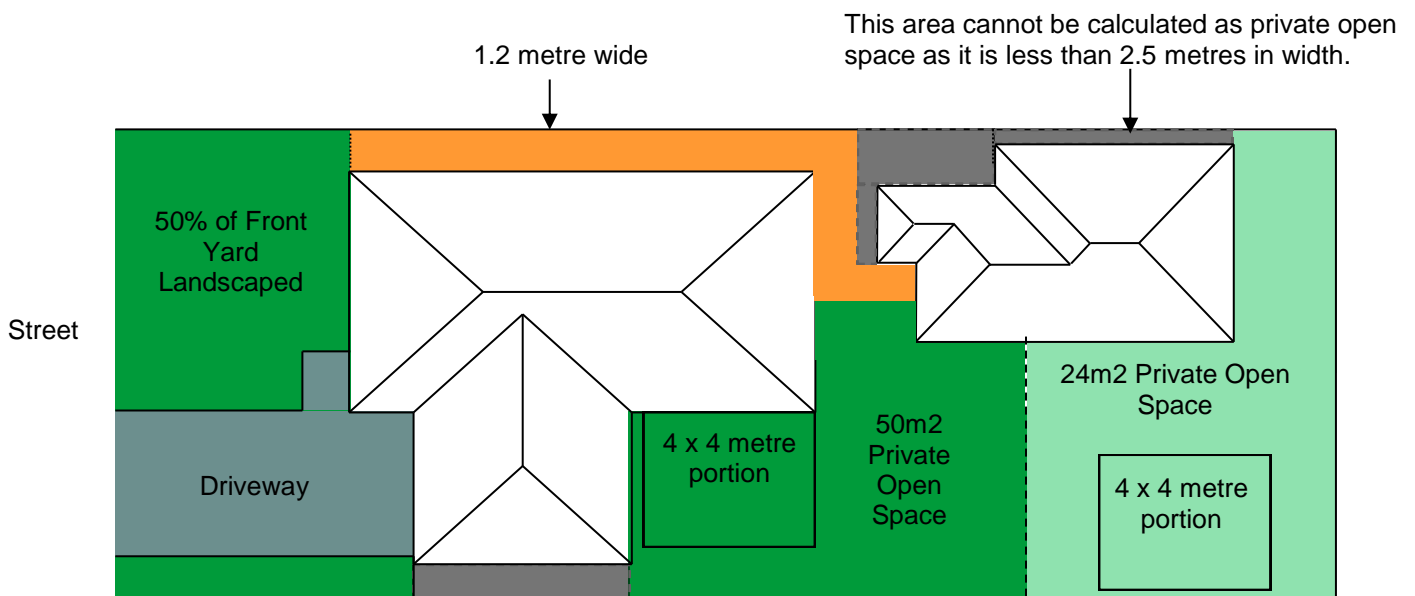 This area cannot be calculated as private open
space as it is less than 2.5 metres in width.
1.2 metre wide
50% of Front
Yard
Landscaped
Street
24m2 Private Open
Space
50m2
Private
Open
Space
4 x 4 metre
portion
Driveway
4 x 4 metre
portion